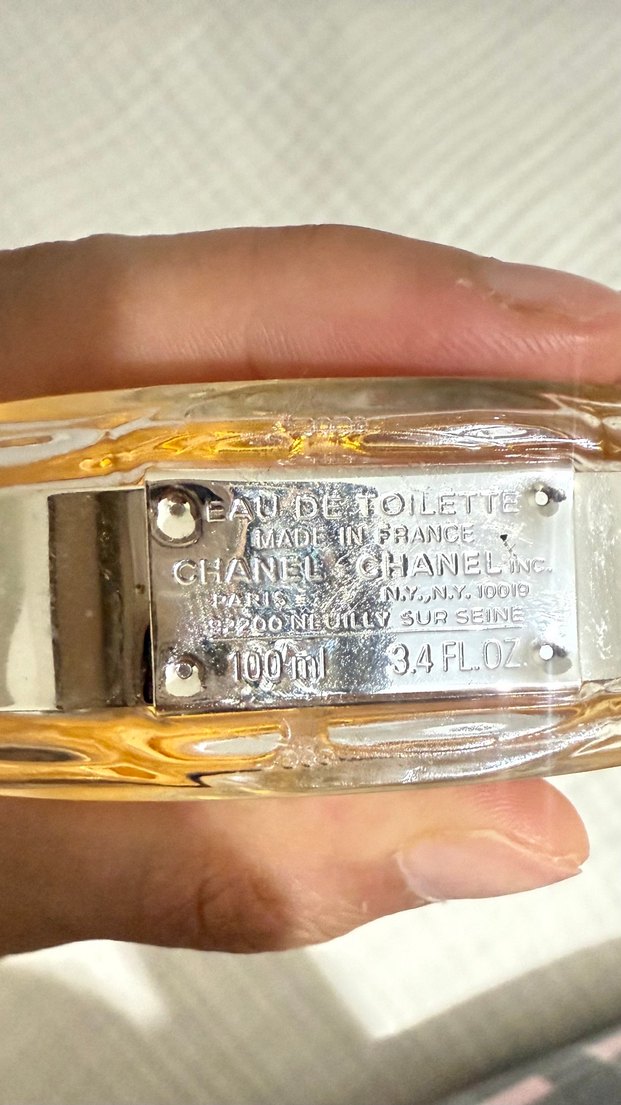 EAU DE TOILETTE
MADE IN FRANCE
CHANEL CHANEL INC.
PARIS N.Y., N.Y. 10019
92200 NEUILLY SUR SEINE
100 ml 3.4 FL.OZ.